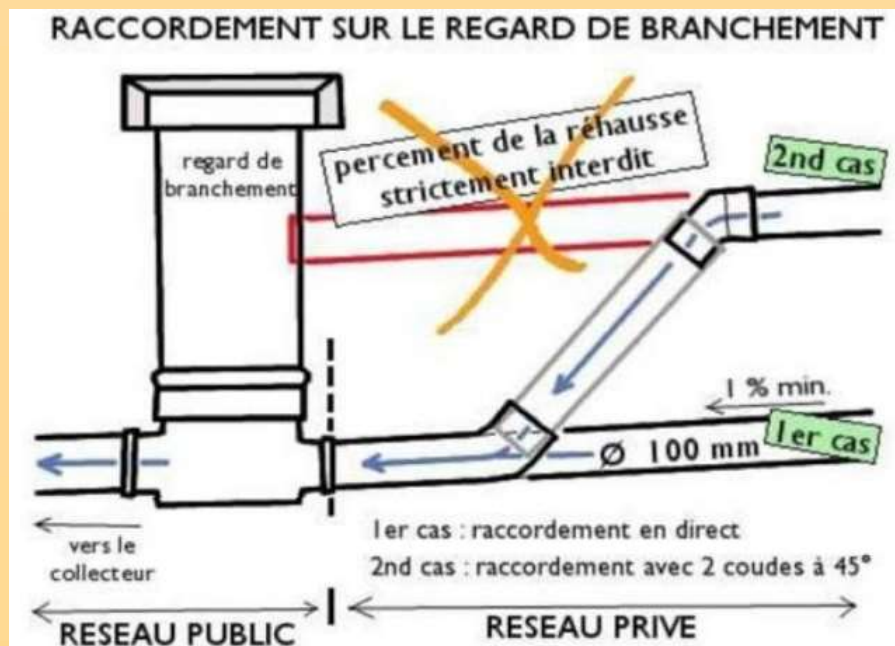 RACCORDEMENT SUR LE REGARD DE BRANCHEMENT
regard de
branchement
percement de la réhausse
strictement interdit
2nd cas
1 % min.
1er cas
Ø 100 mm
vers le
collecteur
1er cas : raccordement en direct
2nd cas : raccordement avec 2 coudes à 45°
RESEAU PUBLIC
RESEAU PRIVE